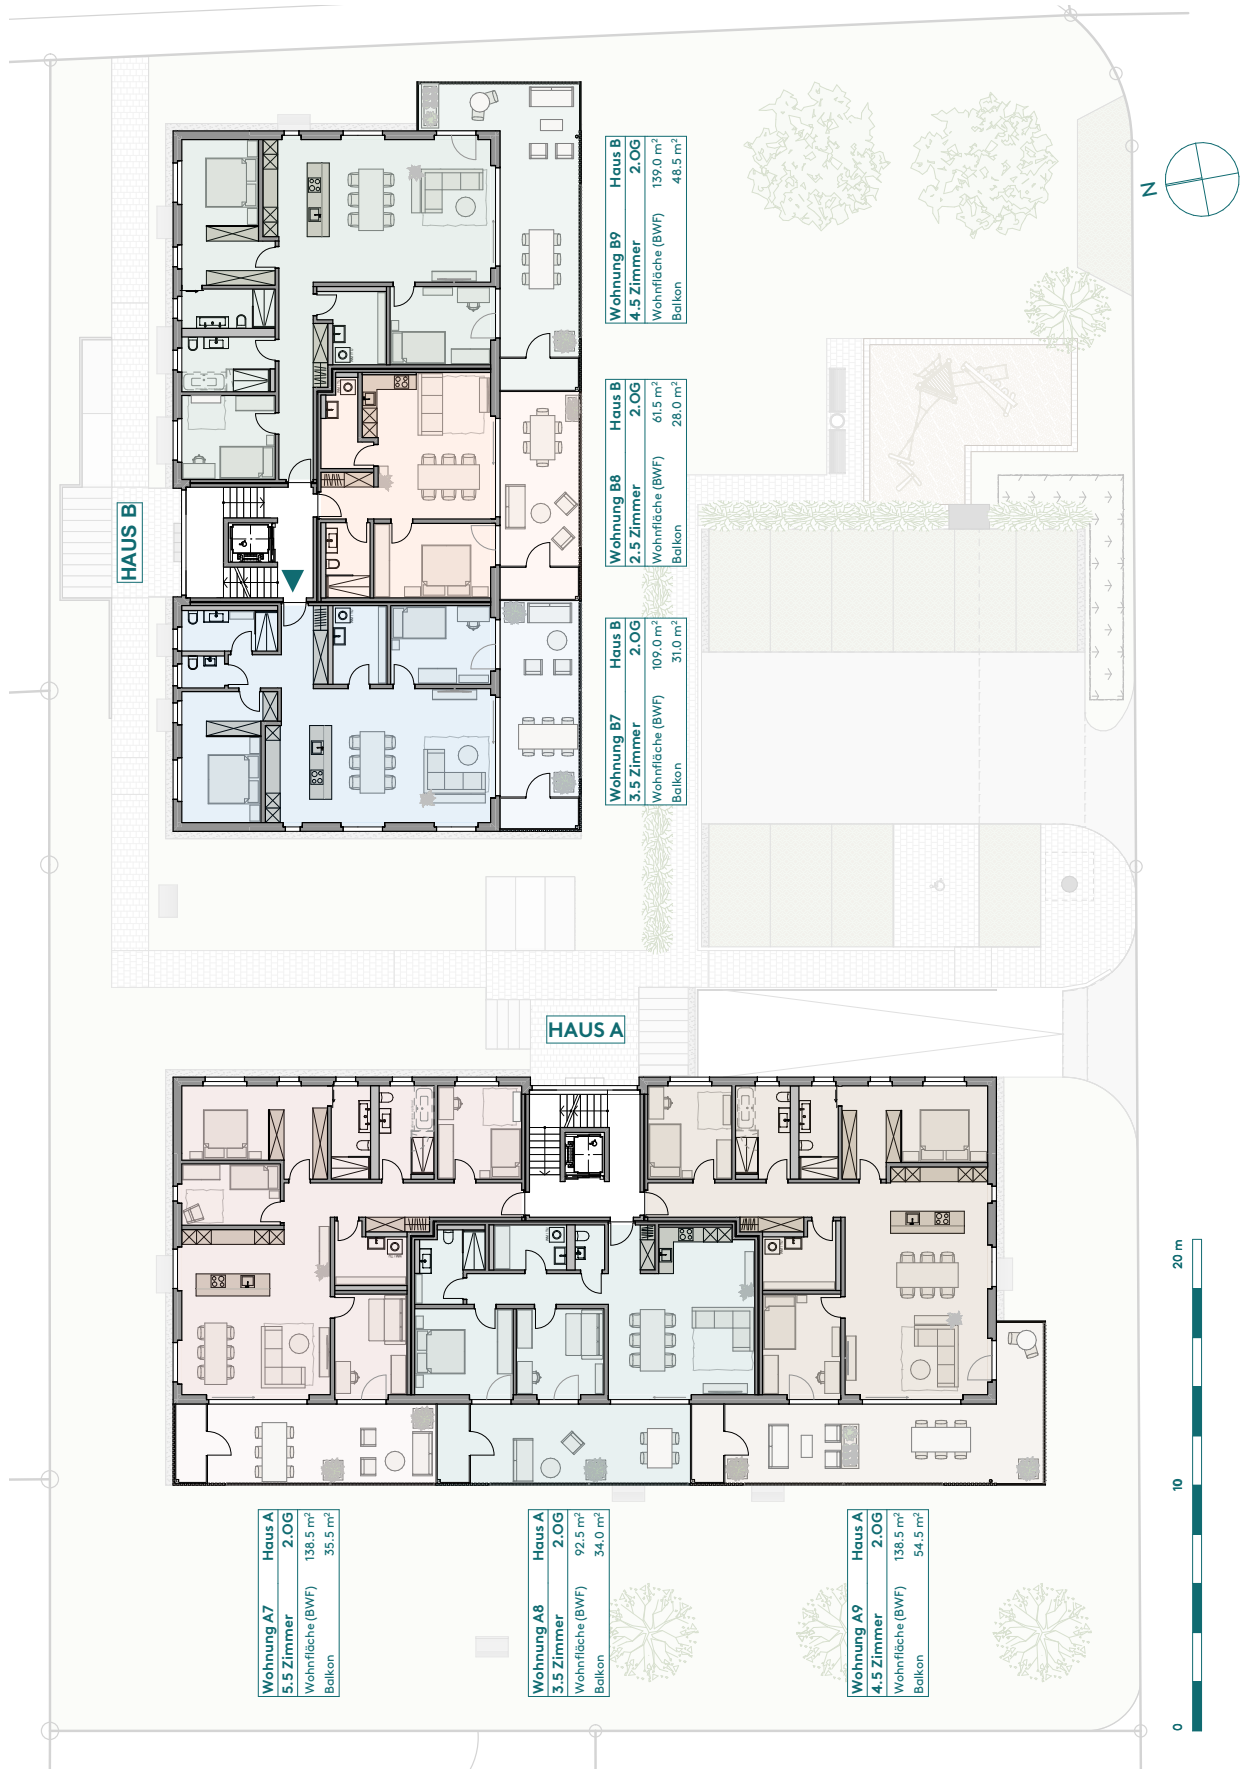 HAUS B
Wohnung B9 Haus B
4.5 Zimmer 2.OG
Wohnfläche (BWF) 139.0 m²
Balkon 48.5 m²
Wohnung B8 Haus B
2.5 Zimmer 2.OG
Wohnfläche (BWF) 61.5 m²
Balkon 28.0 m²
Wohnung B7 Haus B
3.5 Zimmer 2.OG
Wohnfläche (BWF) 109.0 m²
Balkon 31.0 m²
N
HAUS A
Wohnung A7 Haus A
5.5 Zimmer 2.OG
Wohnfläche (BWF) 138.5 m²
Balkon 35.5 m²
Wohnung A8 Haus A
3.5 Zimmer 2.OG
Wohnfläche (BWF) 92.5 m²
Balkon 34.0 m²
Wohnung A9 Haus A
4.5 Zimmer 2.OG
Wohnfläche (BWF) 138.5 m²
Balkon 54.5 m²
0 10 20 m